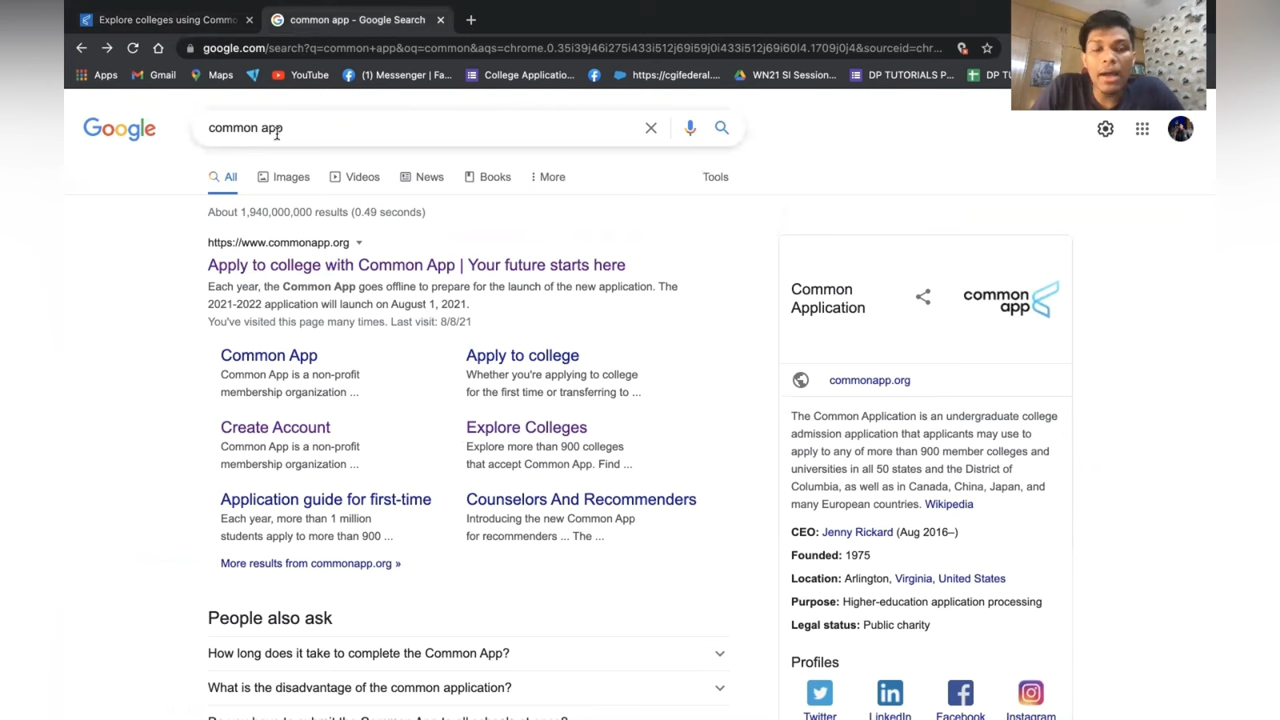 Explore colleges using Commo
common app - Google Search
google.com/search?q=common+app&oq=common&aqs=chrome.0.35i39j46i275i433i512j69i59j0i433i512j69i60l4.1709j0j4&sourceid=chr...
Apps
Gmail
Maps
YouTube
(1) Messenger | Fa...
College Applicatio...
https://cgifederal....
WN21 SI Session...
DP TUTORIALS P...
DP TU
Google
common app
All
Images
Videos
News
Books
More
Tools
About 1,940,000,000 results (0.49 seconds)
https://www.commonapp.org
Apply to college with Common App | Your future starts here
Each year, the Common App goes offline to prepare for the launch of the new application. The
2021-2022 application will launch on August 1, 2021.
You've visited this page many times. Last visit: 8/8/21
Common App
Common App is a non-profit
membership organization ...
Apply to college
Whether you're applying to college
for the first time or transferring to ...
Create Account
Common App is a non-profit
membership organization ...
Explore Colleges
Explore more than 900 colleges
that accept Common App. Find ...
Application guide for first-time
Each year, more than 1 million
students apply to more than 900 ...
Counselors And Recommenders
Introducing the new Common App
for recommenders ... The ...
More results from commonapp.org »
People also ask
How long does it take to complete the Common App?
What is the disadvantage of the common application?
Common
Application
common
app
commonapp.org
The Common Application is an undergraduate college
admission application that applicants may use to
apply to any of more than 900 member colleges and
universities in all 50 states and the District of
Columbia, as well as in Canada, China, Japan, and
many European countries. Wikipedia
CEO: Jenny Rickard (Aug 2016–)
Founded: 1975
Location: Arlington, Virginia, United States
Purpose: Higher-education application processing
Legal status: Public charity
Profiles
Twitter
LinkedIn
Facebook
Instagram